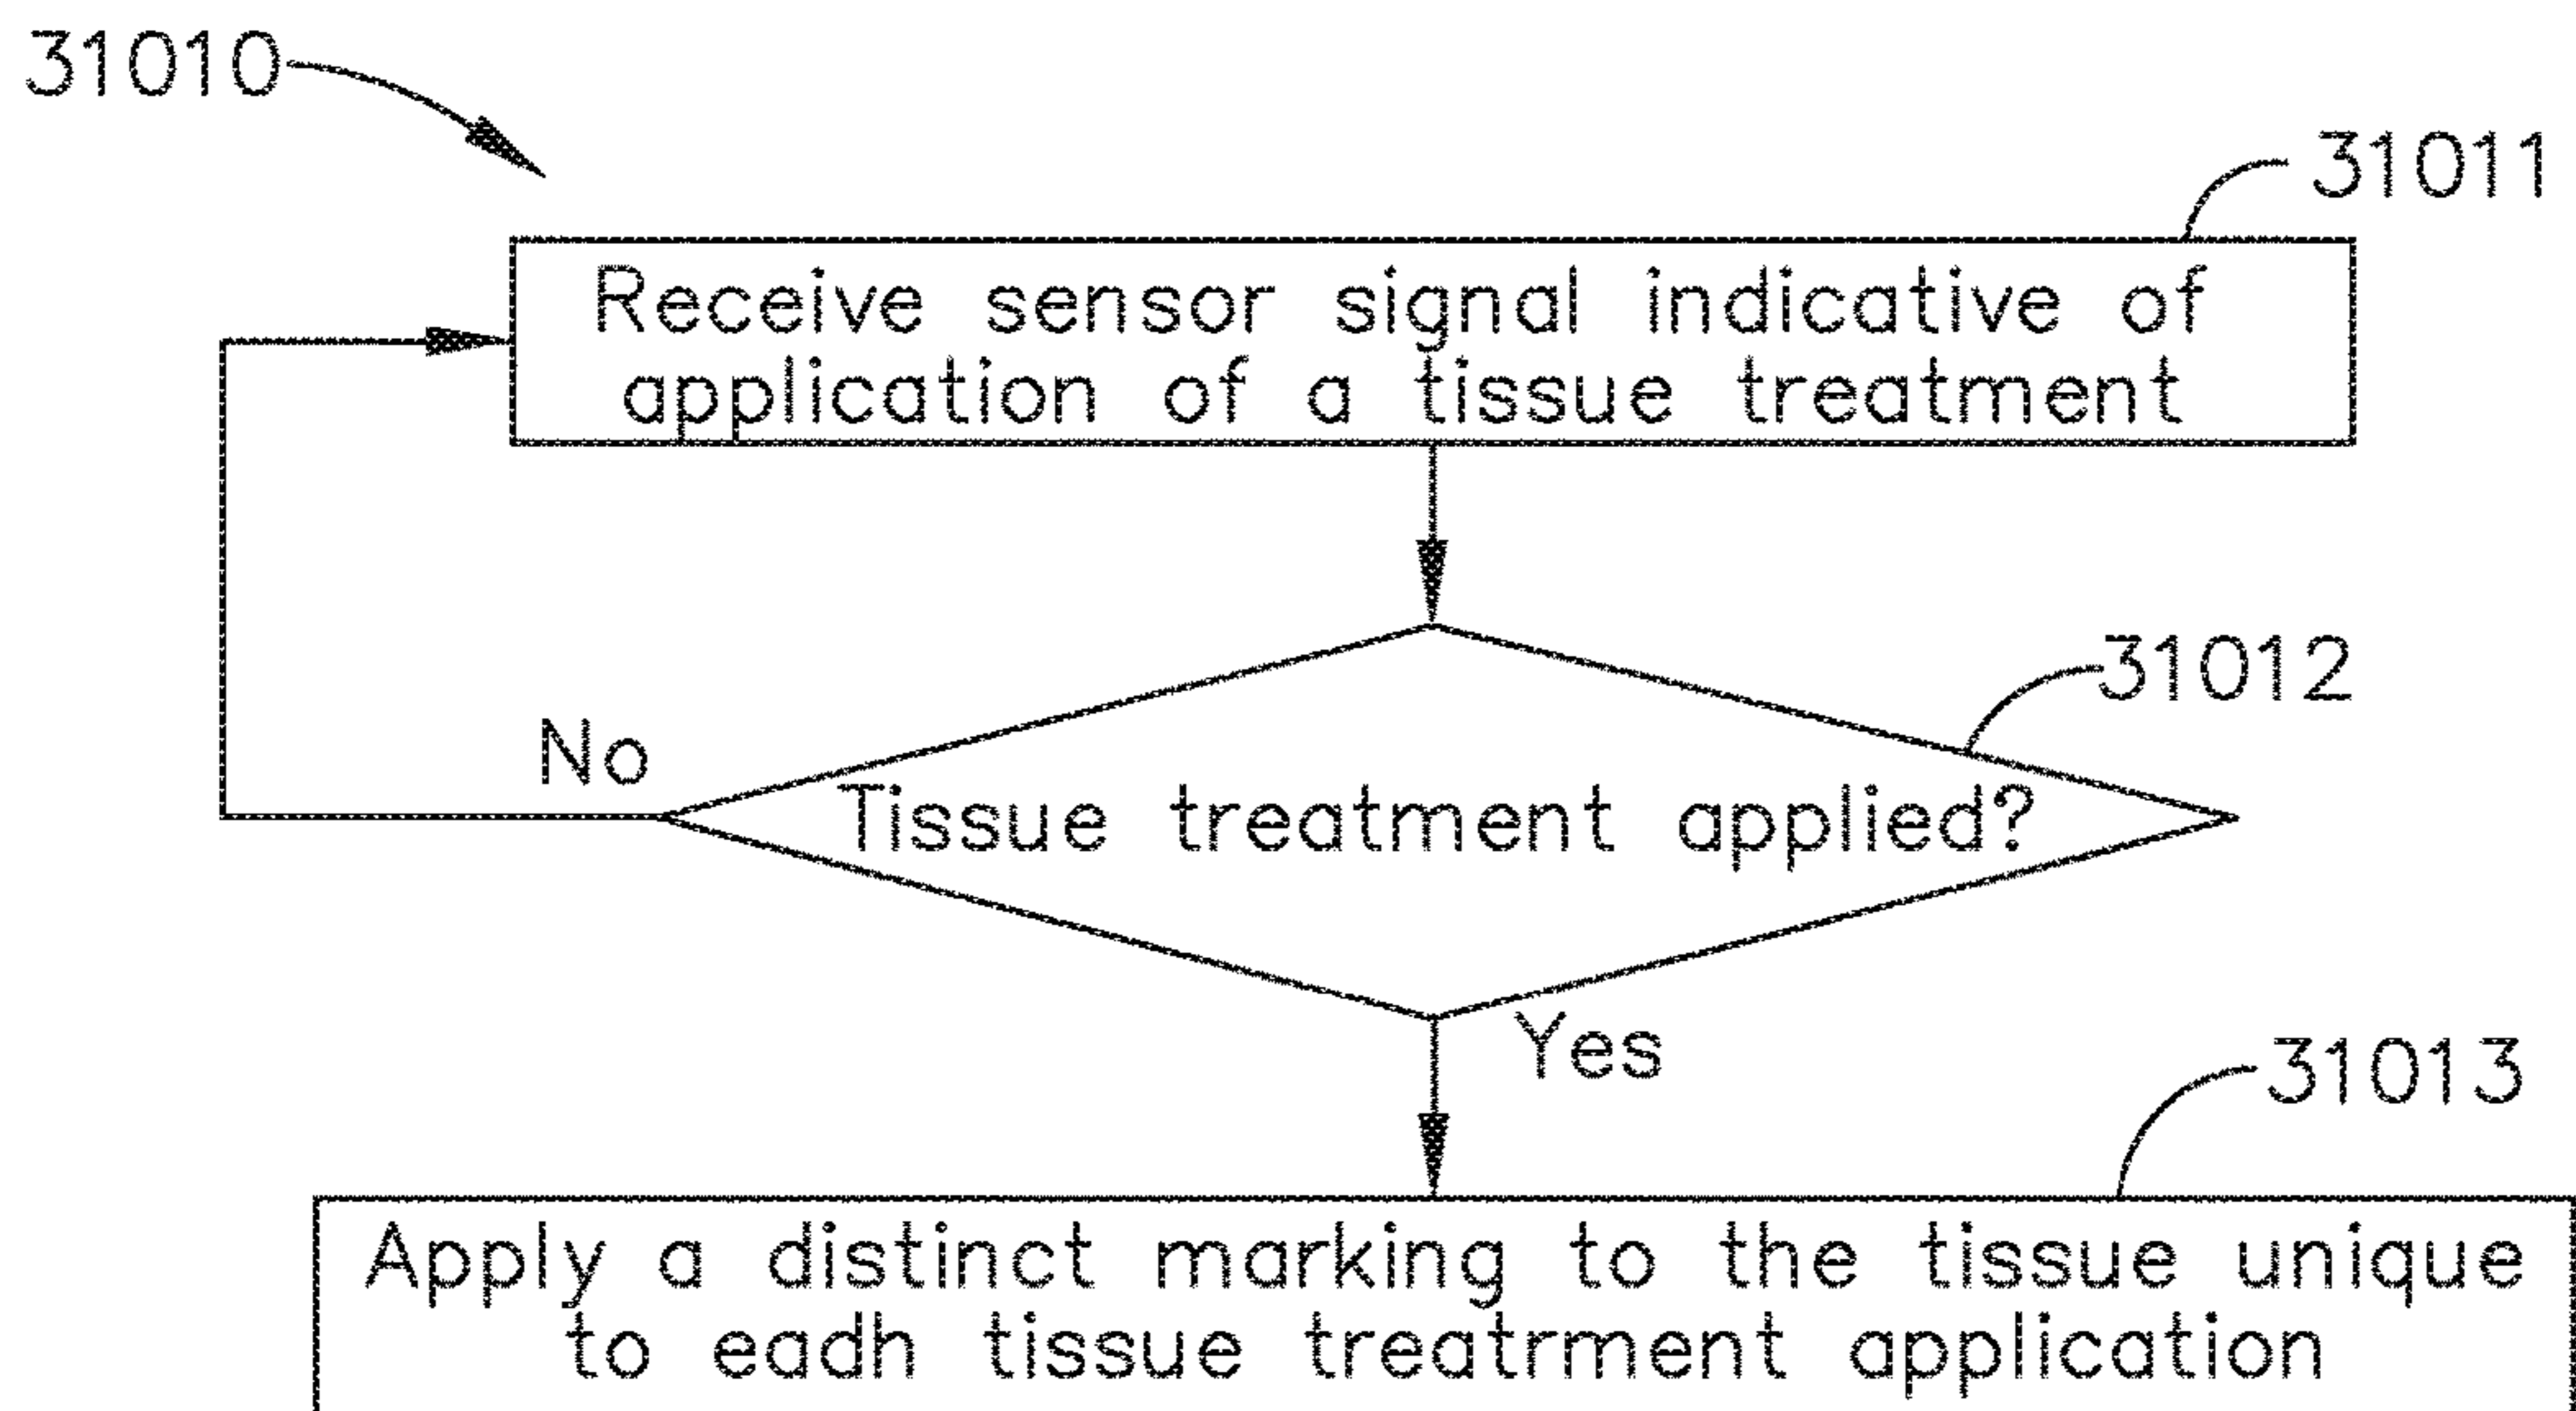 31010
31011
Receive sensor signal indicative of
application of a tissue treatment
31012
No
Tissue treatment applied?
Yes
31013
Apply a distinct marking to the tissue unique
to eadh tissue treatrment application